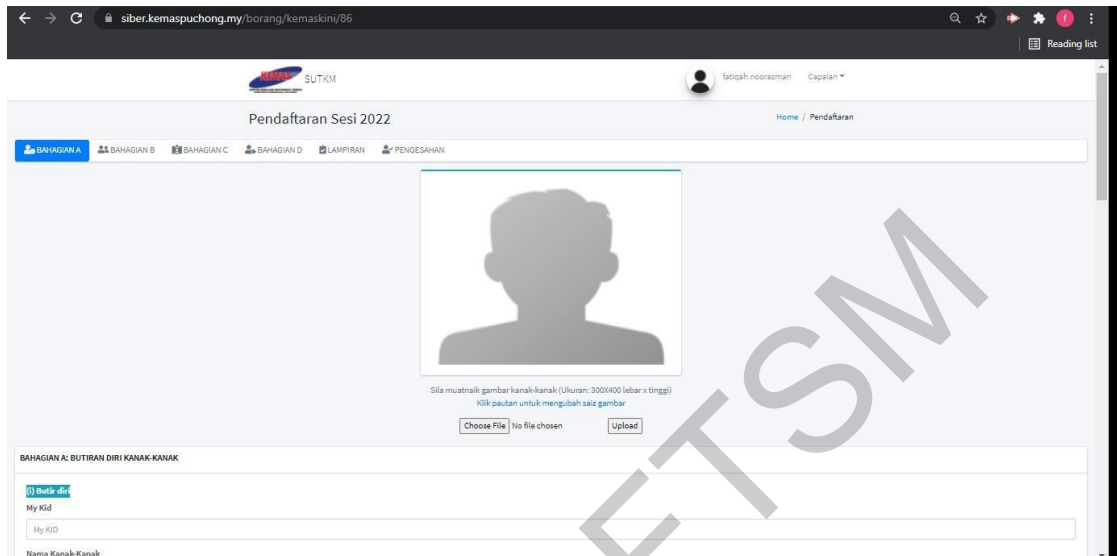 siber.kemaspuchong.my/borang/kemaskini/86
f
Reading list
KEMAS
SUTKM
fatiqah.noorazman Capaian
Pendaftaran Sesi 2022
Home / Pendaftaran
BAHAGIAN A BAHAGIAN B BAHAGIAN C BAHAGIAN D LAMPIRAN PENGESAHAN
Sila muatnaik gambar kanak-kanak (Ukuran: 300X400 lebar x tinggi)
Klik pautan untuk mengubah saiz gambar
Choose File No file chosen Upload
BAHAGIAN A: BUTIRAN DIRI KANAK-KANAK
(i) Butir diri
My Kid
My KID
Nama Kanak-Kanak
ETSM